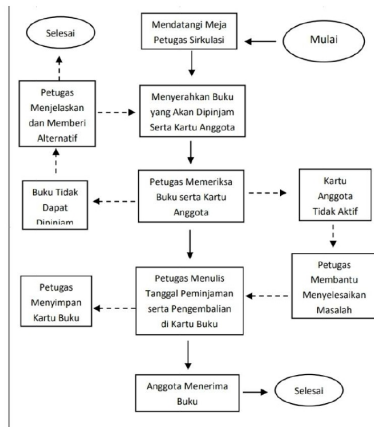 Selesai
Mendatangi Meja
Petugas Sirkulasi
Mulai
Petugas
Menjelaskan
dan Memberi
Alternatif
Menyerahkan Buku
yang Akan Dipinjam
Serta Kartu Anggota
Buku Tidak
Dapat
Dipinjam
Petugas Memeriksa
Buku serta Kartu
Anggota
Kartu
Anggota
Tidak Aktif
Petugas
Menyimpan
Kartu Buku
Petugas Menulis
Tanggal Peminjaman
serta Pengembalian
di Kartu Buku
Petugas
Membantu
Menyelesaikan
Masalah
Anggota Menerima
Buku
Selesai